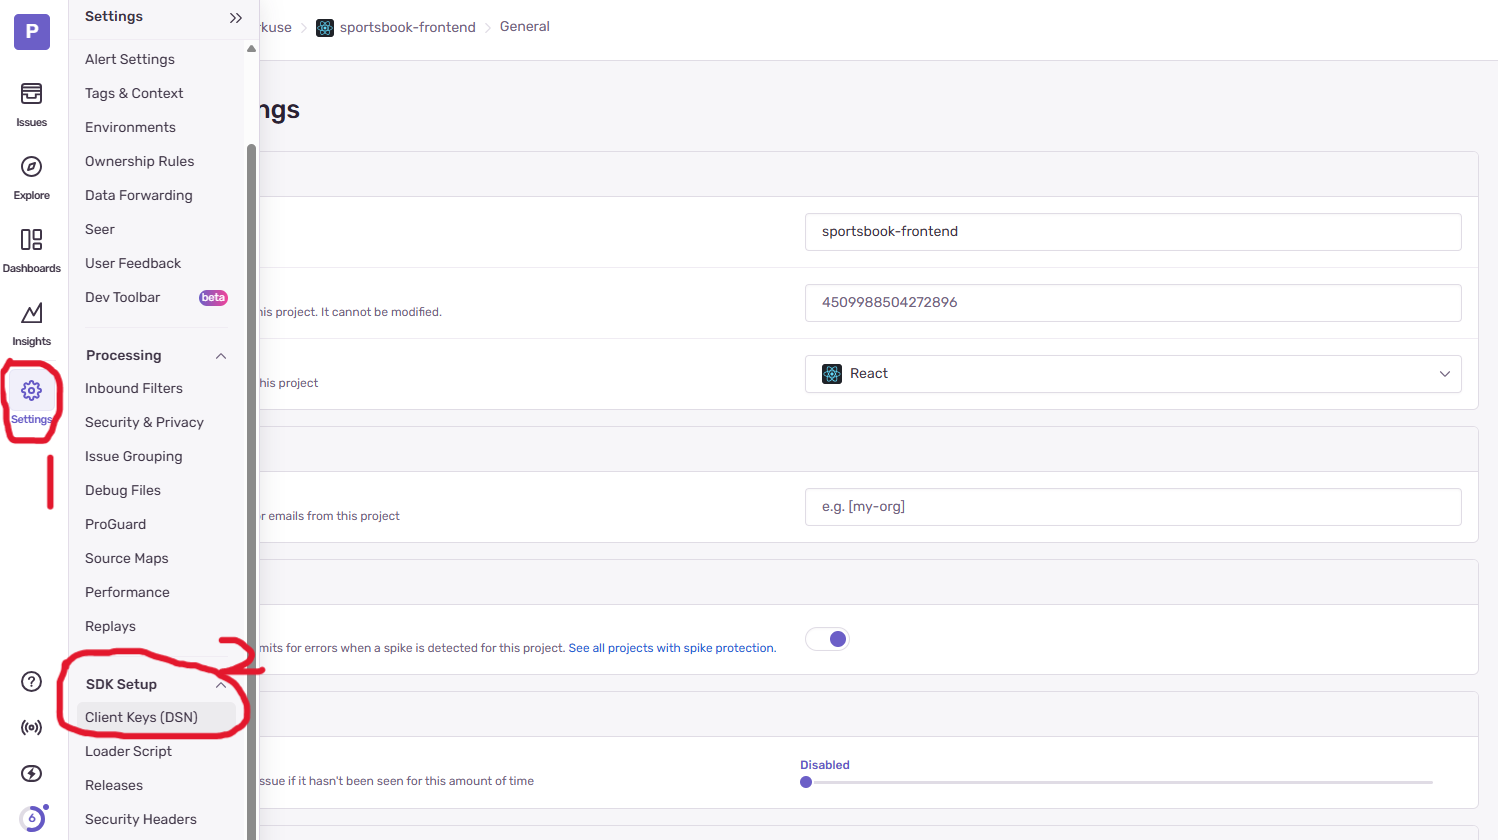 P
Issues
Explore
Dashboards
Insights
Settings
1
6
Settings
Alert Settings
Tags & Context
Environments
Ownership Rules
Data Forwarding
Seer
User Feedback
Dev Toolbar beta
Processing
Inbound Filters
Security & Privacy
Issue Grouping
Debug Files
ProGuard
Source Maps
Performance
Replays
2
SDK Setup
Client Keys (DSN)
Loader Script
Releases
Security Headers
rkuse sportsbook-frontend General
ngs
sportsbook-frontend
his project. It cannot be modified.
4509988504272896
his project
React
r emails from this project
e.g. [my-org]
mits for errors when a spike is detected for this project. See all projects with spike protection.
ssue if it hasn't been seen for this amount of time
Disabled